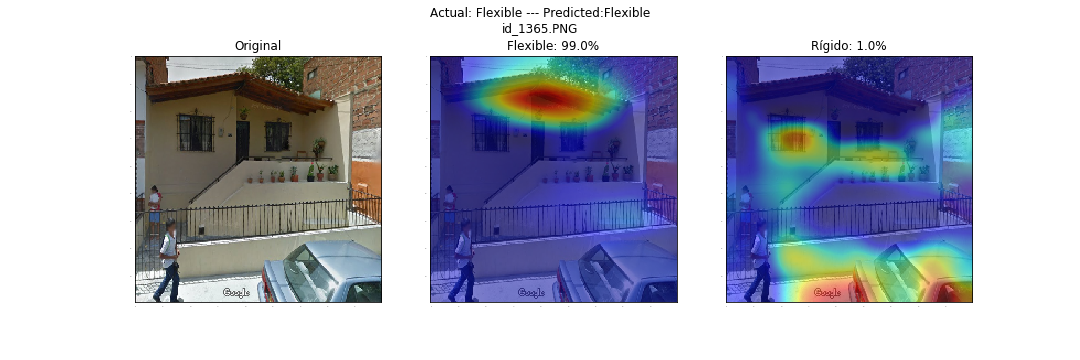 Actual: Flexible --- Predicted:Flexible
id_1365.PNG
Original
Flexible: 99.0%
Rígido: 1.0%
Google
Google
Google